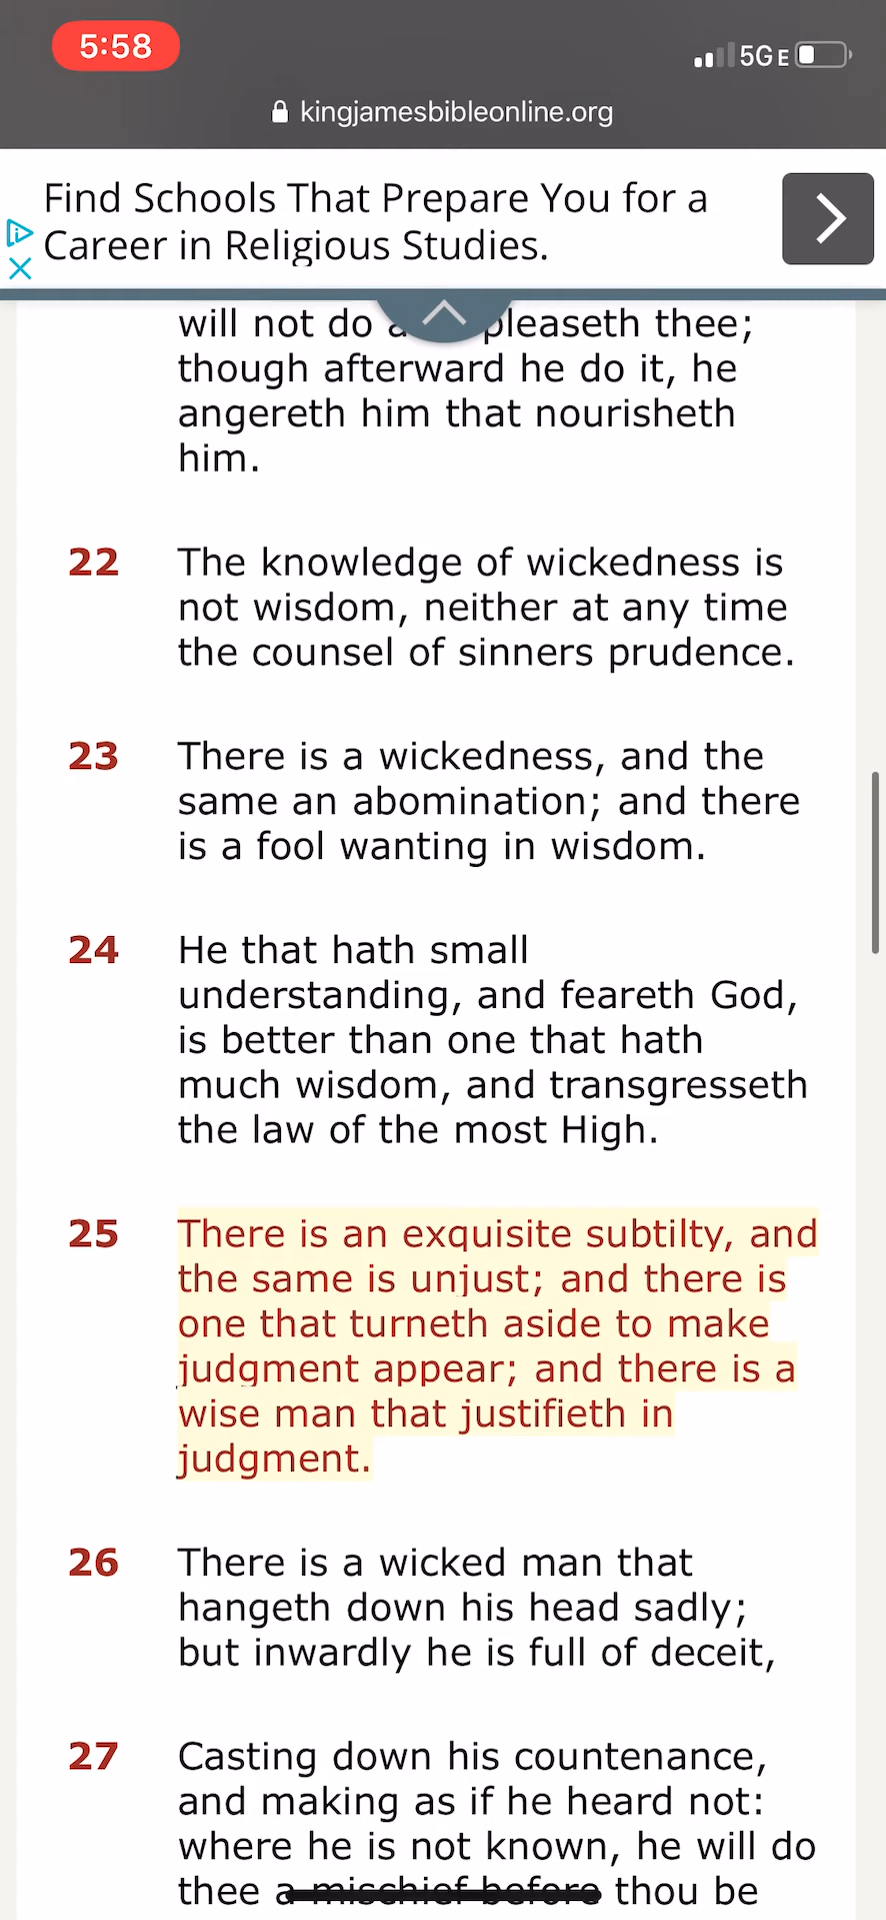 5:58
5GE
kingjamesbibleonline.org
Find Schools That Prepare You for a
Career in Religious Studies.
will not do pleaseth thee;
though afterward he do it, he
angereth him that nourisheth
him.
22 The knowledge of wickedness is
not wisdom, neither at any time
the counsel of sinners prudence.
23 There is a wickedness, and the
same an abomination; and there
is a fool wanting in wisdom.
24 He that hath small
understanding, and feareth God,
is better than one that hath
much wisdom, and transgresseth
the law of the most High.
25 There is an exquisite subtilty, and
the same is unjust; and there is
one that turneth aside to make
judgment appear; and there is a
wise man that justifieth in
judgment.
26 There is a wicked man that
hangeth down his head sadly;
but inwardly he is full of deceit,
27 Casting down his countenance,
and making as if he heard not:
where he is not known, he will do
thee a mischief before thou be